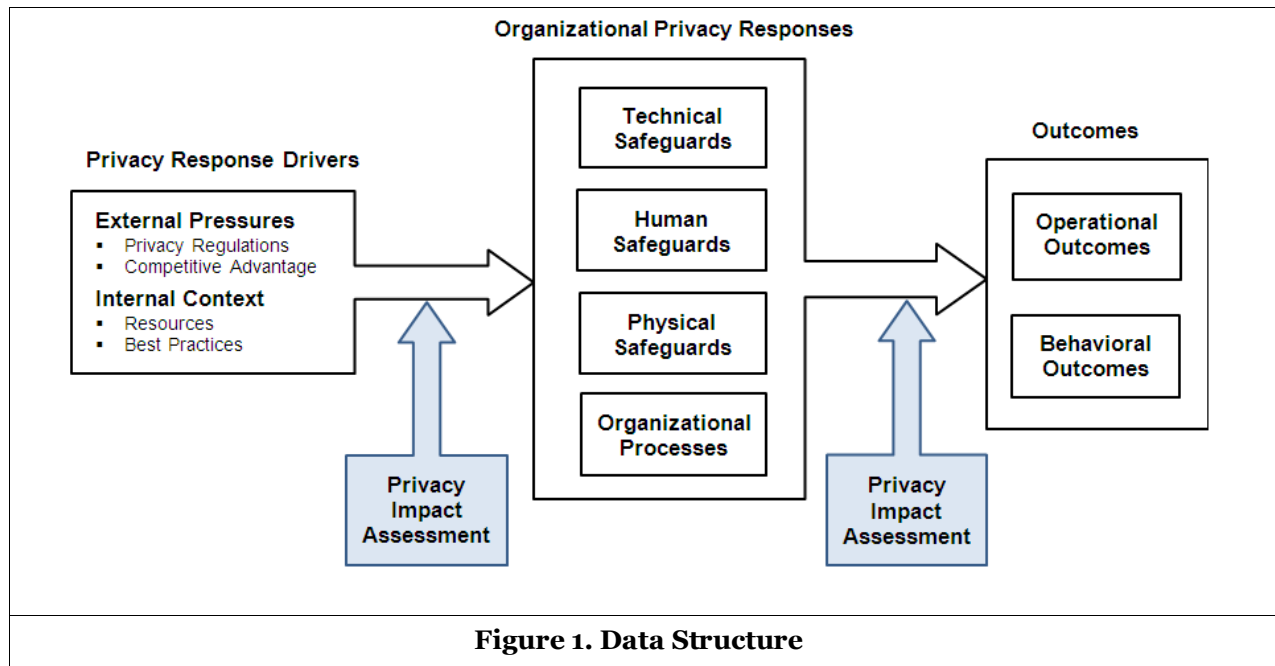 Organizational Privacy Responses
Privacy Response Drivers
External Pressures
▪ Privacy Regulations
▪ Competitive Advantage
Internal Context
▪ Resources
▪ Best Practices
Privacy
Impact
Assessment
Technical
Safeguards
Human
Safeguards
Physical
Safeguards
Organizational
Processes
Privacy
Impact
Assessment
Outcomes
Operational
Outcomes
Behavioral
Outcomes
Figure 1. Data Structure